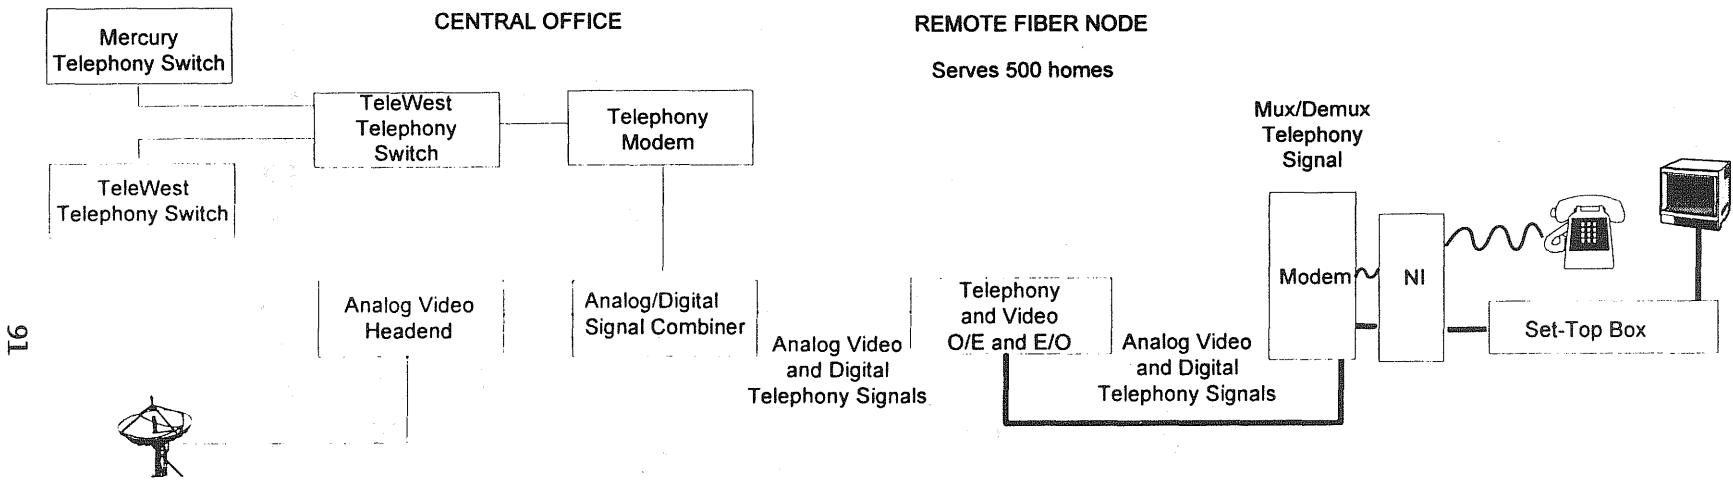 CENTRAL OFFICE
REMOTE FIBER NODE
Serves 500 homes
Mercury
Telephony Switch
TeleWest
Telephony
Switch
Telephony
Modem
TeleWest
Telephony Switch
Mux/Demux
Telephony
Signal
Analog Video
Headend
Analog/Digital
Signal Combiner
Analog Video
and Digital
Telephony Signals
Telephony
and Video
O/E and E/O
Analog Video
and Digital
Telephony Signals
Modem
NI
Set-Top Box
91